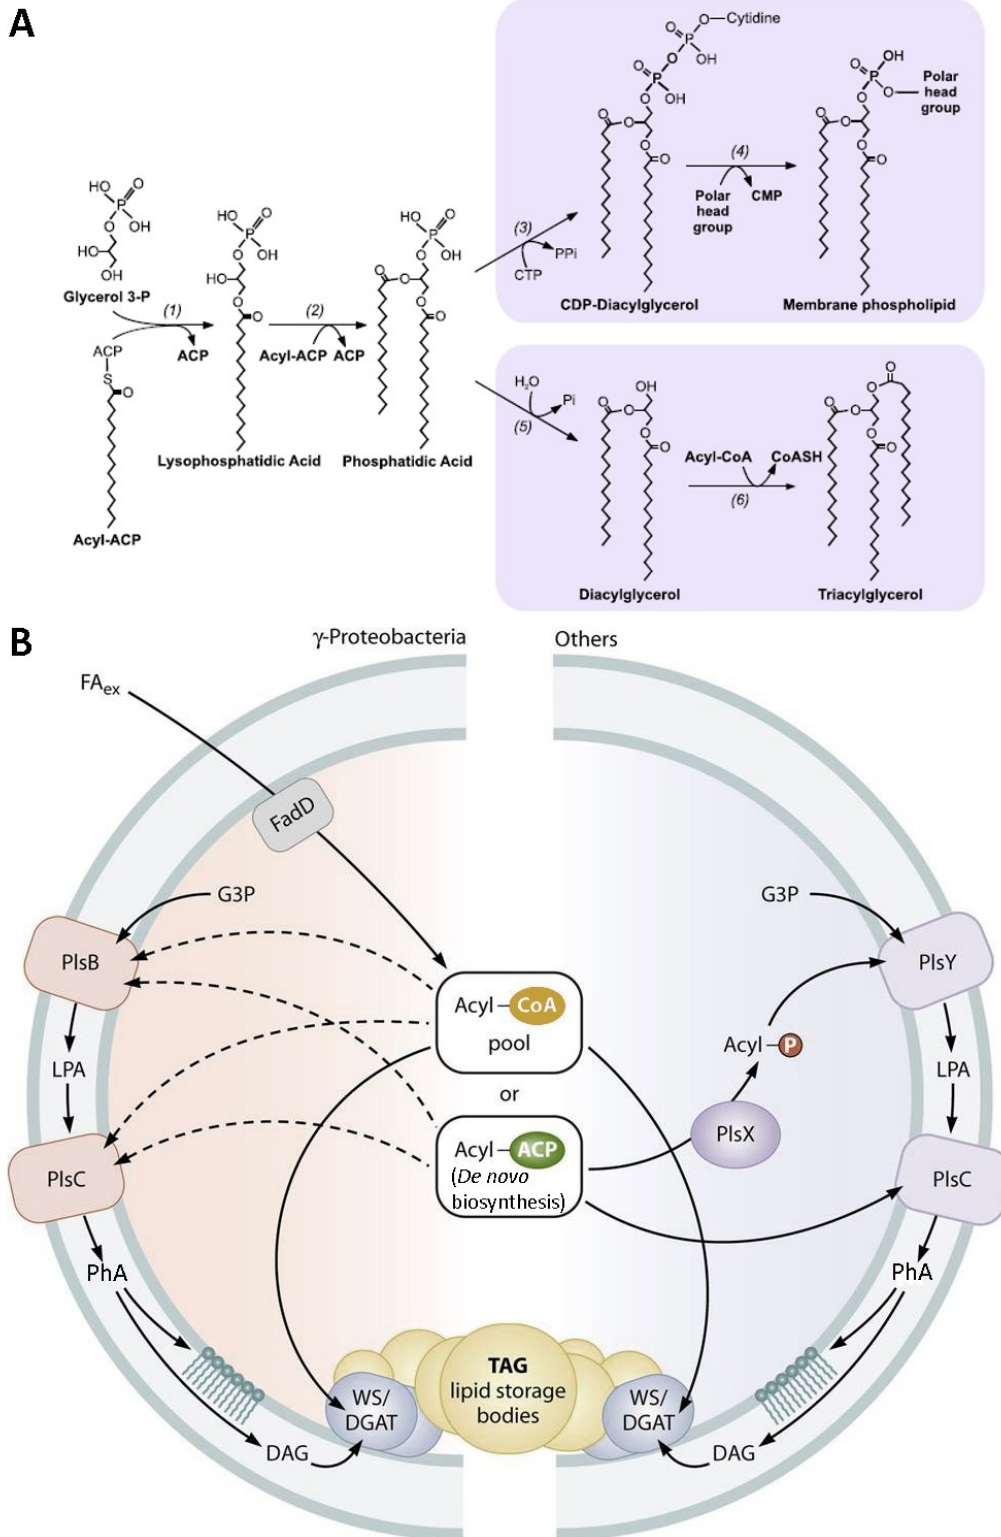 A
O—Cytidine
O
P
O
OH
O
P
O
OH
O
O
O
O
O
CDP-Diacylglycerol
(4)
Polar
head
group
CMP
OH
O
P
O
Polar
head
group
O
O
O
O
O
Membrane phospholipid
HO
O
P
O
OH
HO
OH
Glycerol 3-P
(1)
ACP
ACP
S
O
Acyl-ACP
HO
O
P
O
OH
HO
O
O
Lysophosphatidic Acid
(2)
Acyl-ACP
ACP
HO
O
P
O
OH
O
O
O
O
Phosphatidic Acid
(3)
PPi
CTP
H₂O
Pi
(5)
OH
O
O
O
O
Diacylglycerol
Acyl-CoA
CoASH
(6)
O
O
O
O
O
O
Triacylglycerol
B
γ-Proteobacteria
Others
FAex
FadD
G3P
PlsB
LPA
PlsC
PhA
DAG
Acyl–CoA
pool
or
Acyl–ACP
(De novo
biosynthesis)
G3P
PlsY
Acyl–P
PlsX
LPA
PlsC
PhA
DAG
WS/
DGAT
TAG
lipid storage
bodies
WS/
DGAT